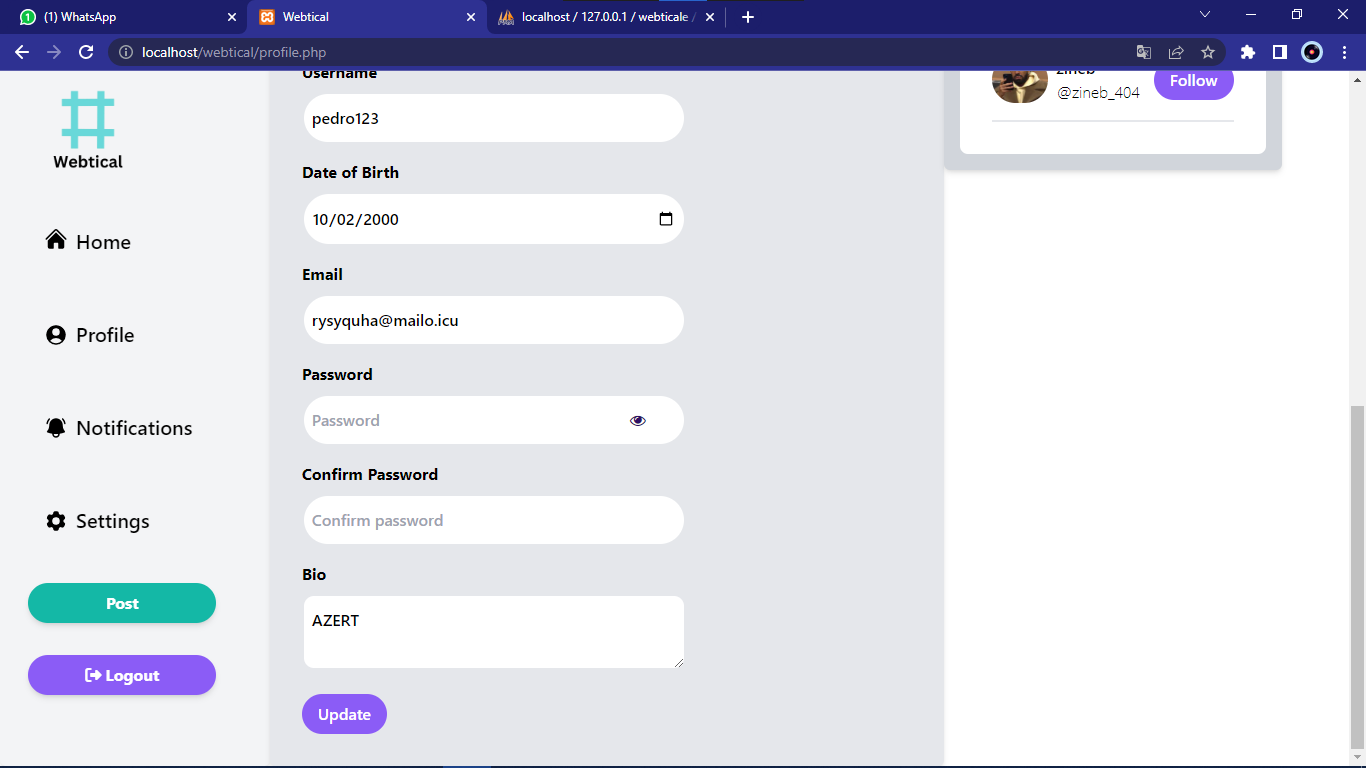 (1) WhatsApp
Webtical
localhost / 127.0.0.1 / webticale /
localhost/webtical/profile.php
Webtical
Home
Profile
Notifications
Settings
Post
Logout
Username
pedro123
Date of Birth
10/02/2000
Email
rysyquha@mailo.icu
Password
Password
Confirm Password
Confirm password
Bio
AZERT
Update
zineb
@zineb_404
Follow